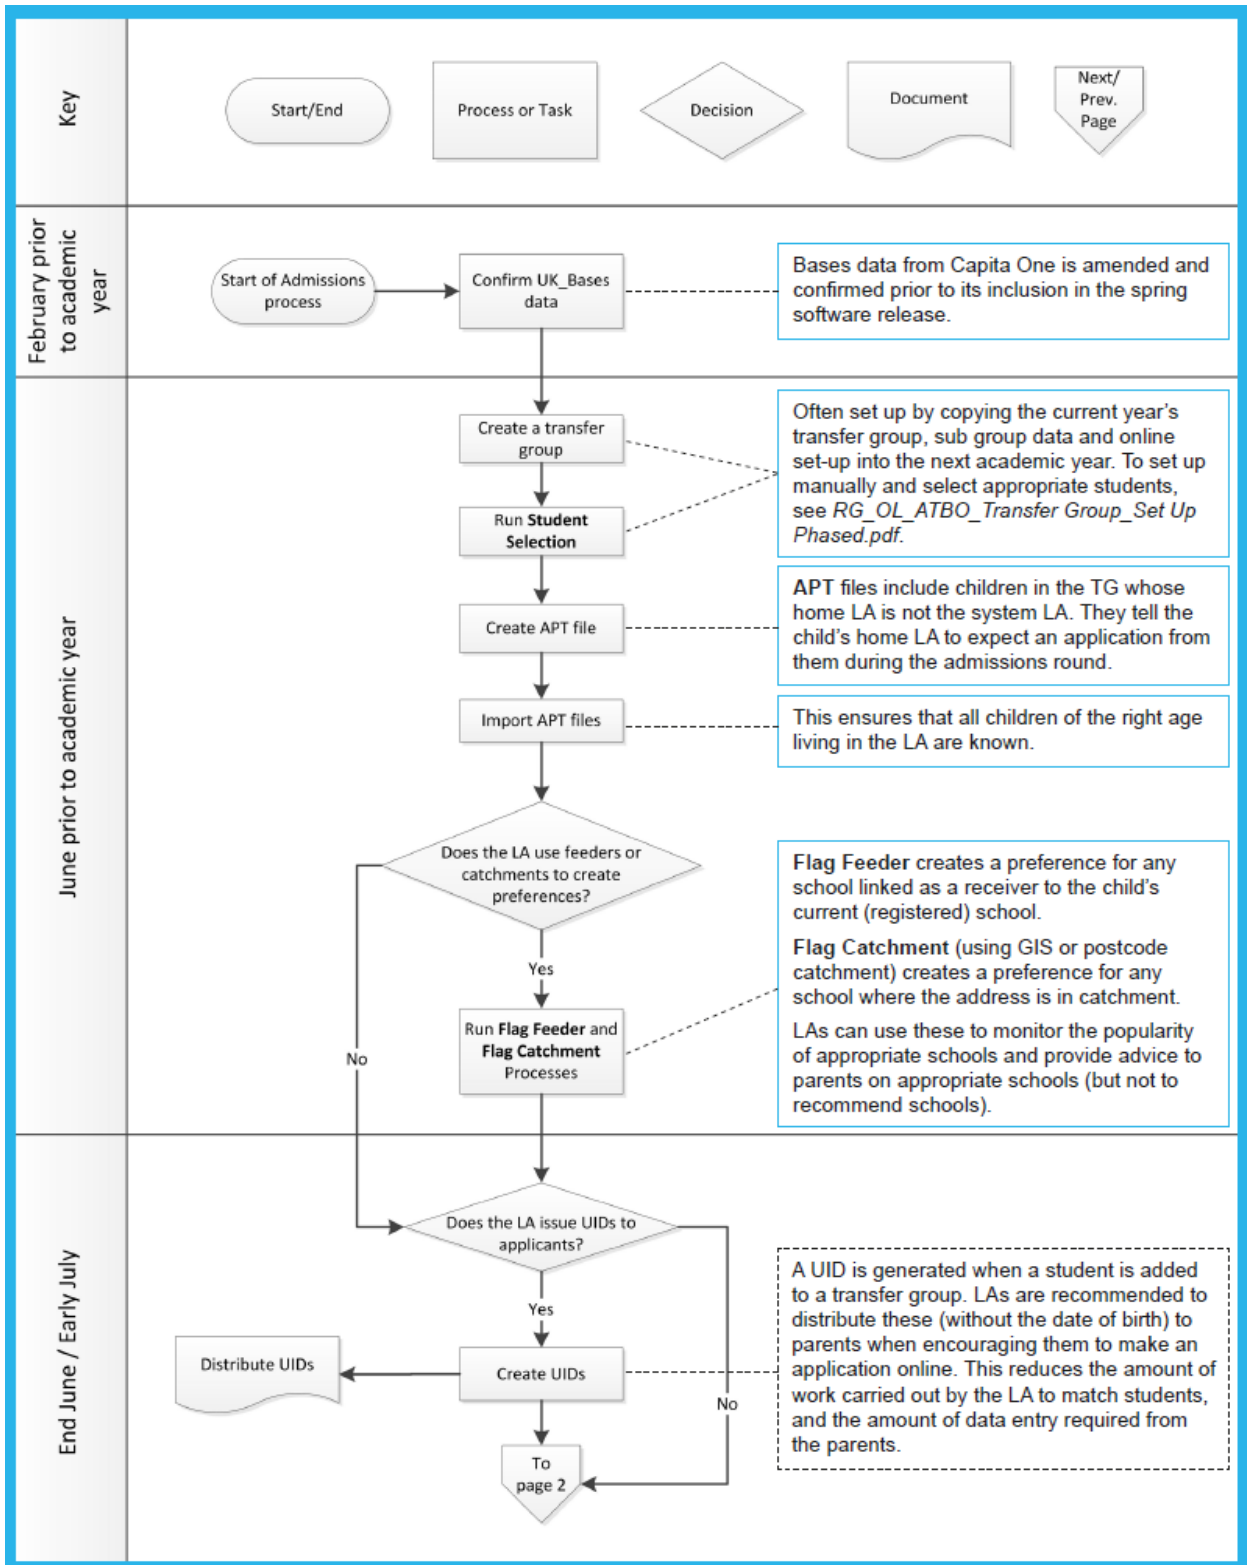 Key
Start/End
Process or Task
Decision
Document
Next/
Prev.
Page
February prior
to academic
year
Start of Admissions
process
Confirm UK_Bases
data
Bases data from Capita One is amended and
confirmed prior to its inclusion in the spring
software release.
June prior to academic year
Create a transfer
group
Run Student
Selection
Often set up by copying the current year's
transfer group, sub group data and online
set-up into the next academic year. To set up
manually and select appropriate students,
see RG_OL_ATBO_Transfer Group_Set Up
Phased.pdf.
Create APT file
APT files include children in the TG whose
home LA is not the system LA. They tell the
child's home LA to expect an application from
them during the admissions round.
Import APT files
This ensures that all children of the right age
living in the LA are known.
Does the LA use feeders or
catchments to create
preferences?
Yes
No
Run Flag Feeder and
Flag Catchment
Processes
Flag Feeder creates a preference for any
school linked as a receiver to the child's
current (registered) school.
Flag Catchment (using GIS or postcode
catchment) creates a preference for any
school where the address is in catchment.
LAs can use these to monitor the popularity
of appropriate schools and provide advice to
parents on appropriate schools (but not to
recommend schools).
End June / Early July
Does the LA issue UIDs to
applicants?
Yes
No
Distribute UIDs
Create UIDs
A UID is generated when a student is added
to a transfer group. LAs are recommended to
distribute these (without the date of birth) to
parents when encouraging them to make an
application online. This reduces the amount of
work carried out by the LA to match students,
and the amount of data entry required from
the parents.
To
page 2